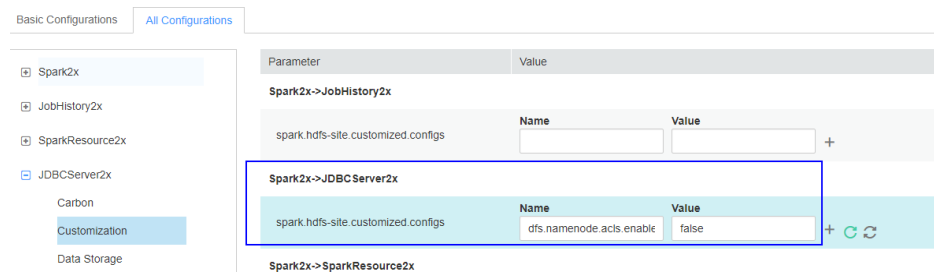 Basic Configurations
All Configurations
Spark2x
JobHistory2x
SparkResource2x
JDBCServer2x
Carbon
Customization
Data Storage
Parameter Value
Spark2x->JobHistory2x
Name Value
spark.hdfs-site.customized.configs
Spark2x->JDBCServer2x
Name Value
spark.hdfs-site.customized.configs dfs.namenode.acls.enable false
Spark2x->SparkResource2x